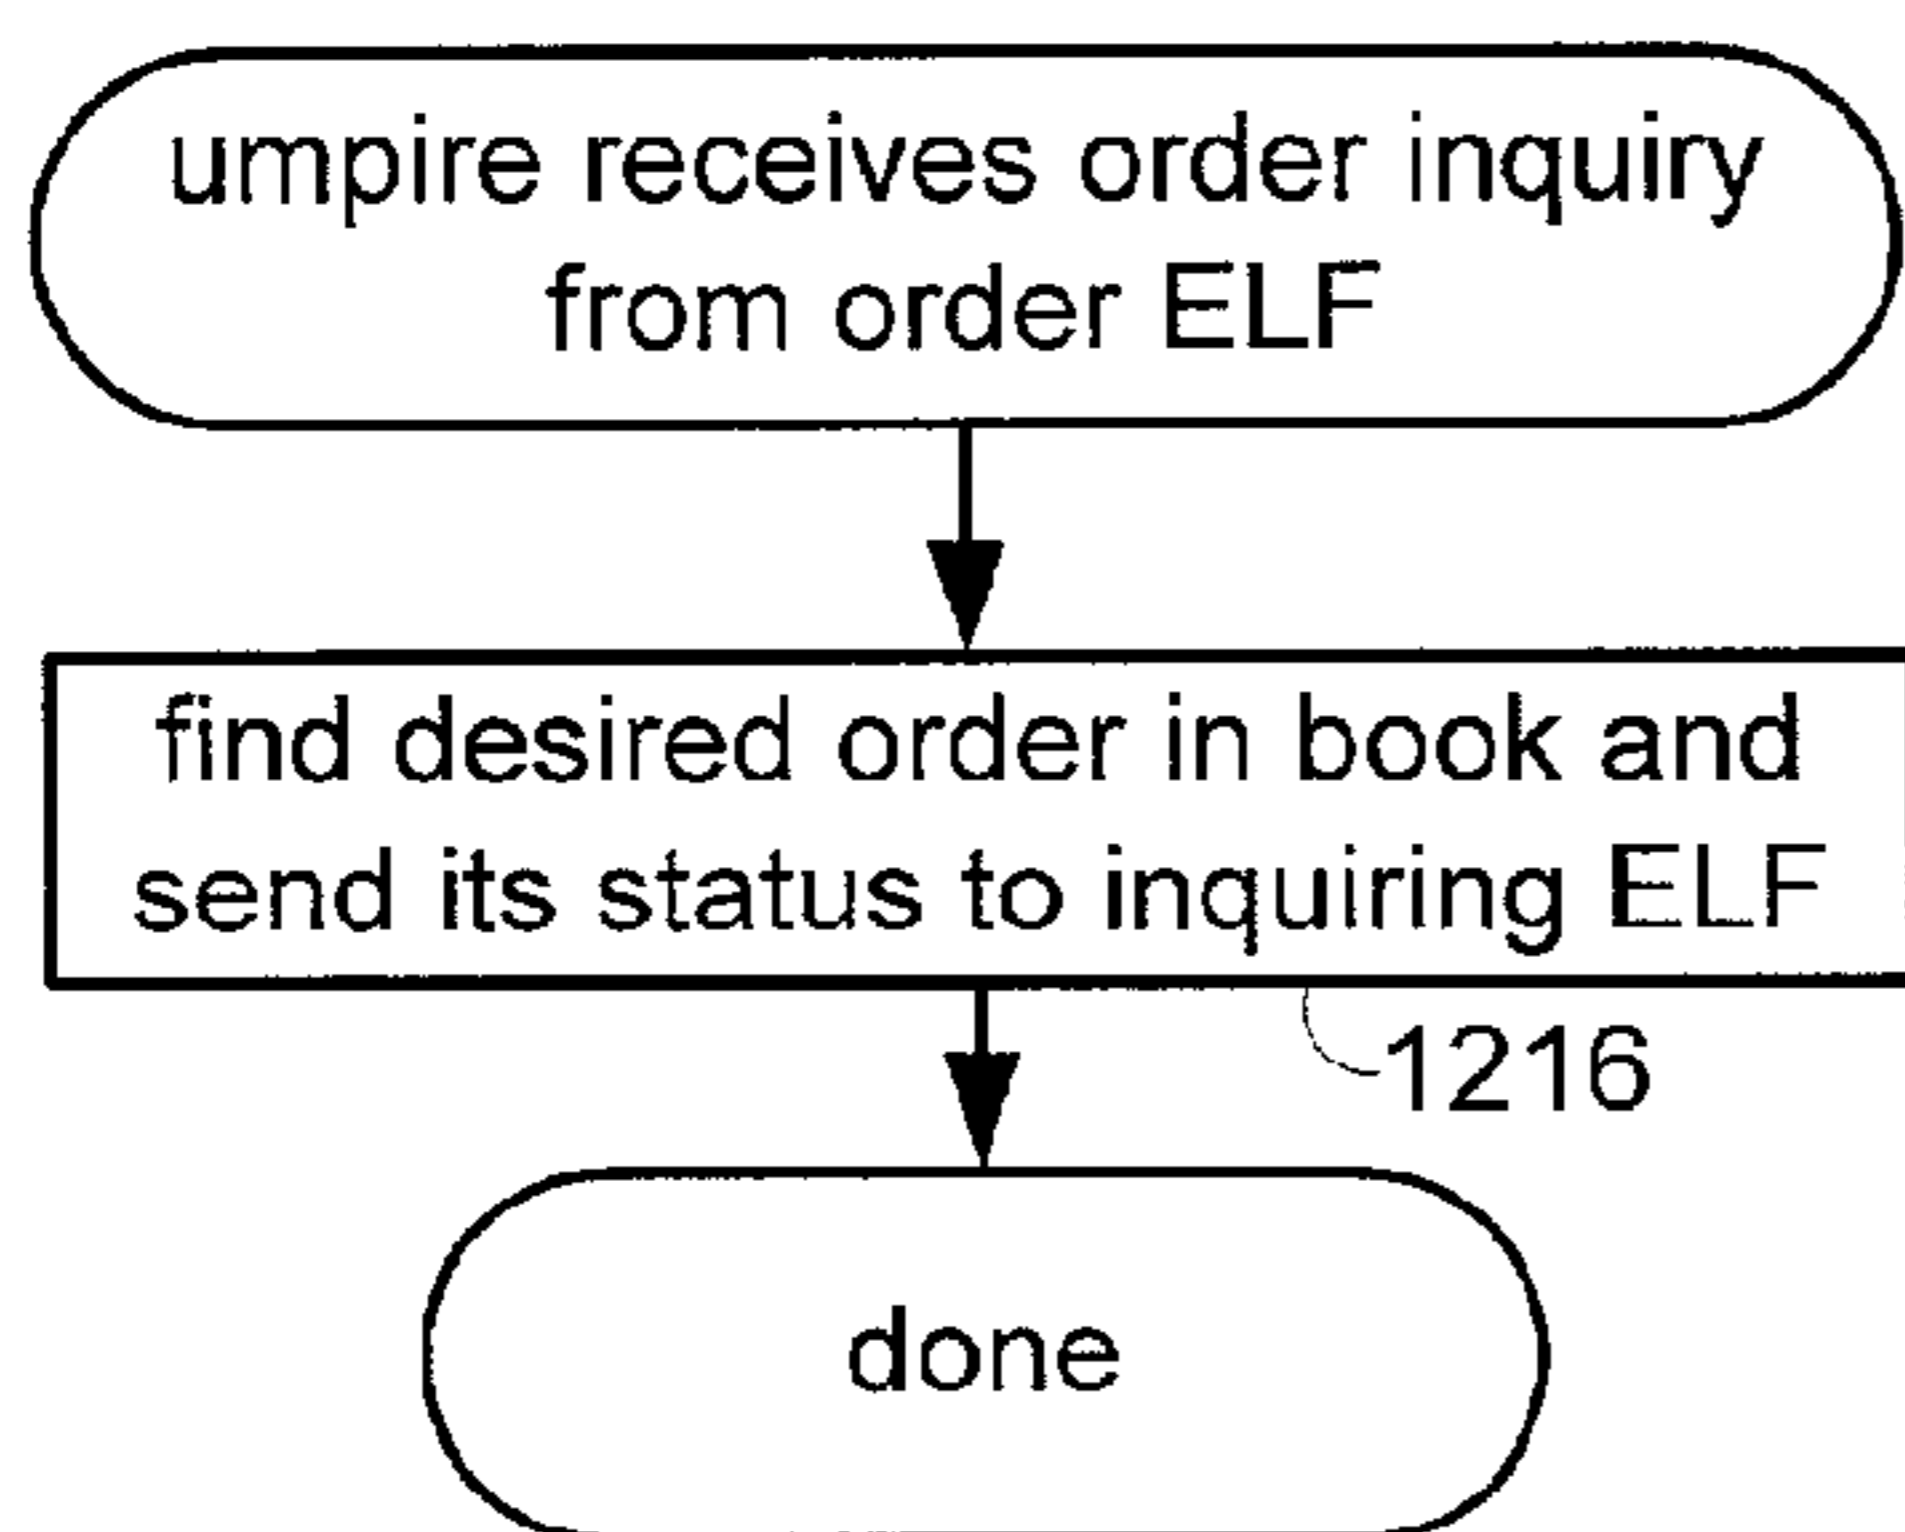 umpire receives order inquiry
from order ELF
find desired order in book and
send its status to inquiring ELF
1216
done